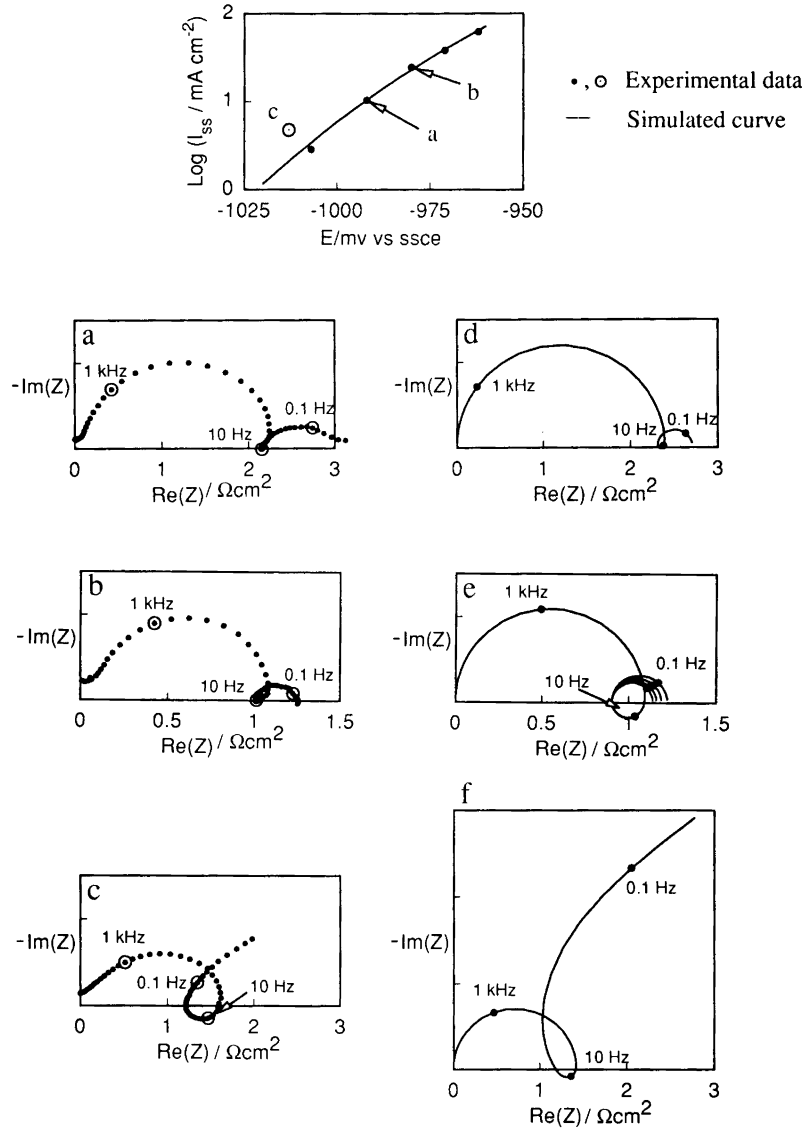 2
1
0
Log (Iss / mA cm-2)
c
b
a
-1025
-1000
-975
-950
E/mv vs ssce
• , ⊙ Experimental data
— Simulated curve
a
1 kHz
-Im(Z)
10 Hz
0.1 Hz
0
1
2
3
Re(Z) / Ωcm2
d
1 kHz
-Im(Z)
10 Hz
0.1 Hz
0
1
2
3
Re(Z) / Ωcm2
b
1 kHz
-Im(Z)
10 Hz
0.1 Hz
0
0.5
1
1.5
Re(Z) / Ωcm2
e
1 kHz
-Im(Z)
10 Hz
0.1 Hz
0
0.5
1
1.5
Re(Z) / Ωcm2
c
1 kHz
-Im(Z)
0.1 Hz
10 Hz
0
1
2
3
Re(Z) / Ωcm2
f
0.1 Hz
-Im(Z)
1 kHz
10 Hz
0
1
2
3
Re(Z) / Ωcm2